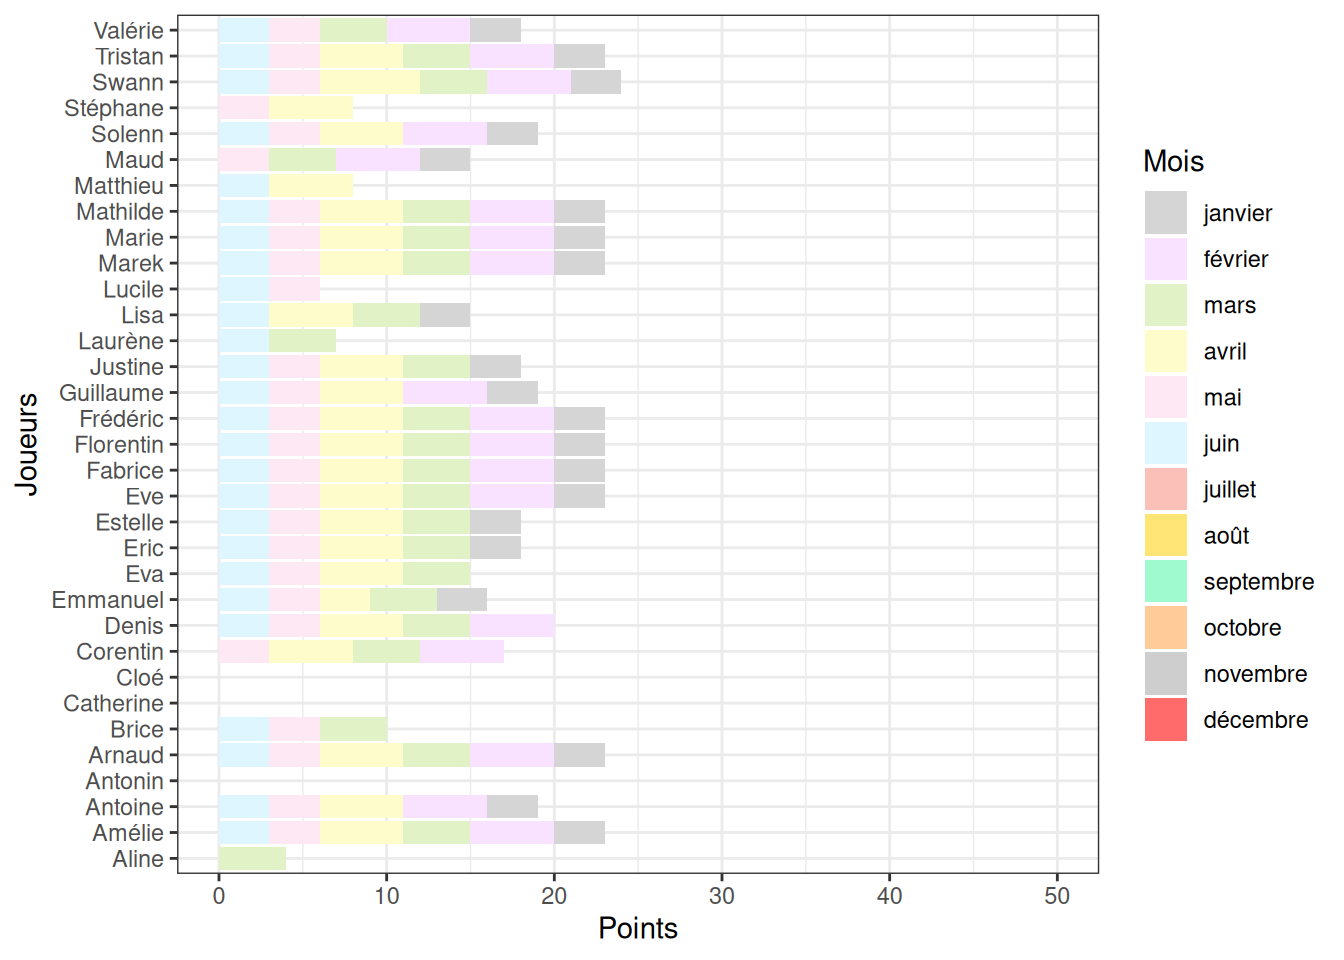 Joueurs
Valérie
Tristan
Swann
Stéphane
Solenn
Maud
Matthieu
Mathilde
Marie
Marek
Lucile
Lisa
Laurène
Justine
Guillaume
Frédéric
Florentin
Fabrice
Eve
Estelle
Eric
Eva
Emmanuel
Denis
Corentin
Cloé
Catherine
Brice
Arnaud
Antonin
Antoine
Amélie
Aline
0 10 20 30 40 50
Points
Mois
janvier
février
mars
avril
mai
juin
juillet
août
septembre
octobre
novembre
décembre